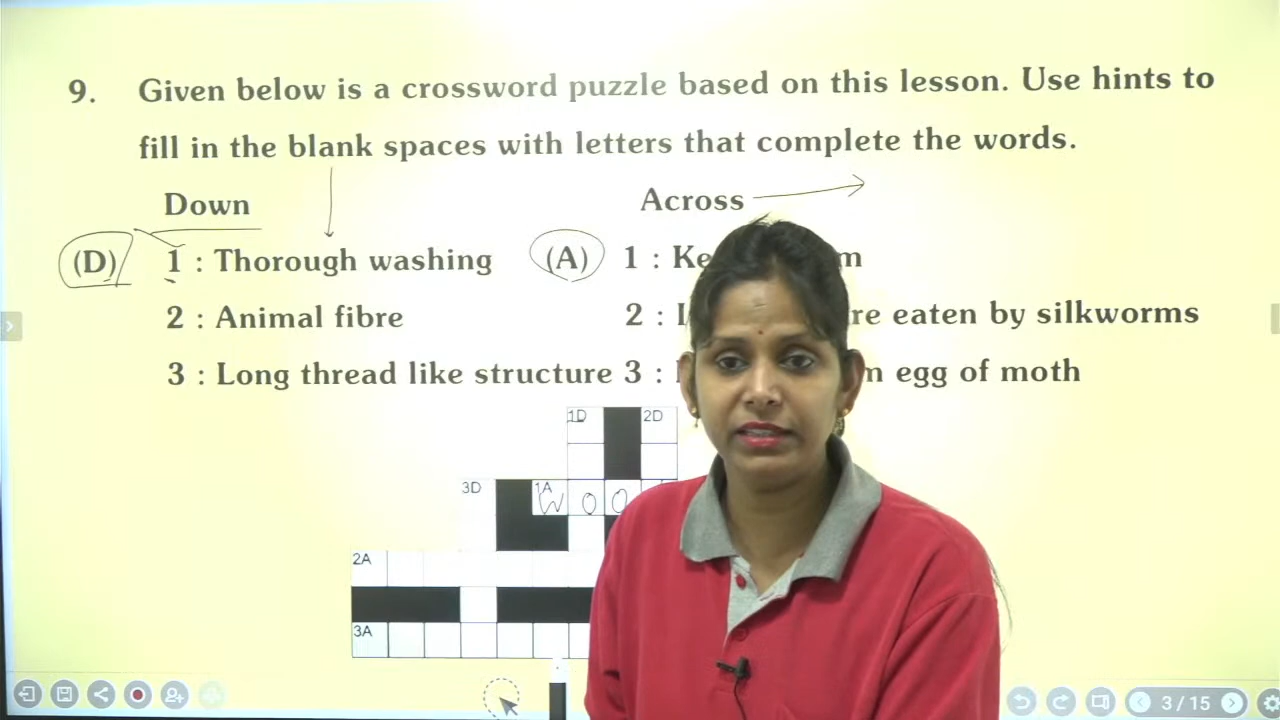 9. Given below is a crossword puzzle based on this lesson. Use hints to
fill in the blank spaces with letters that complete the words.
Down Across
(D) 1 : Thorough washing (A) 1 :
2 : Animal fibre 2 : eaten by silkworms
3 : Long thread like structure 3 : egg of moth
1D 2D
3D 1A W O O
2A
3A
3 / 15